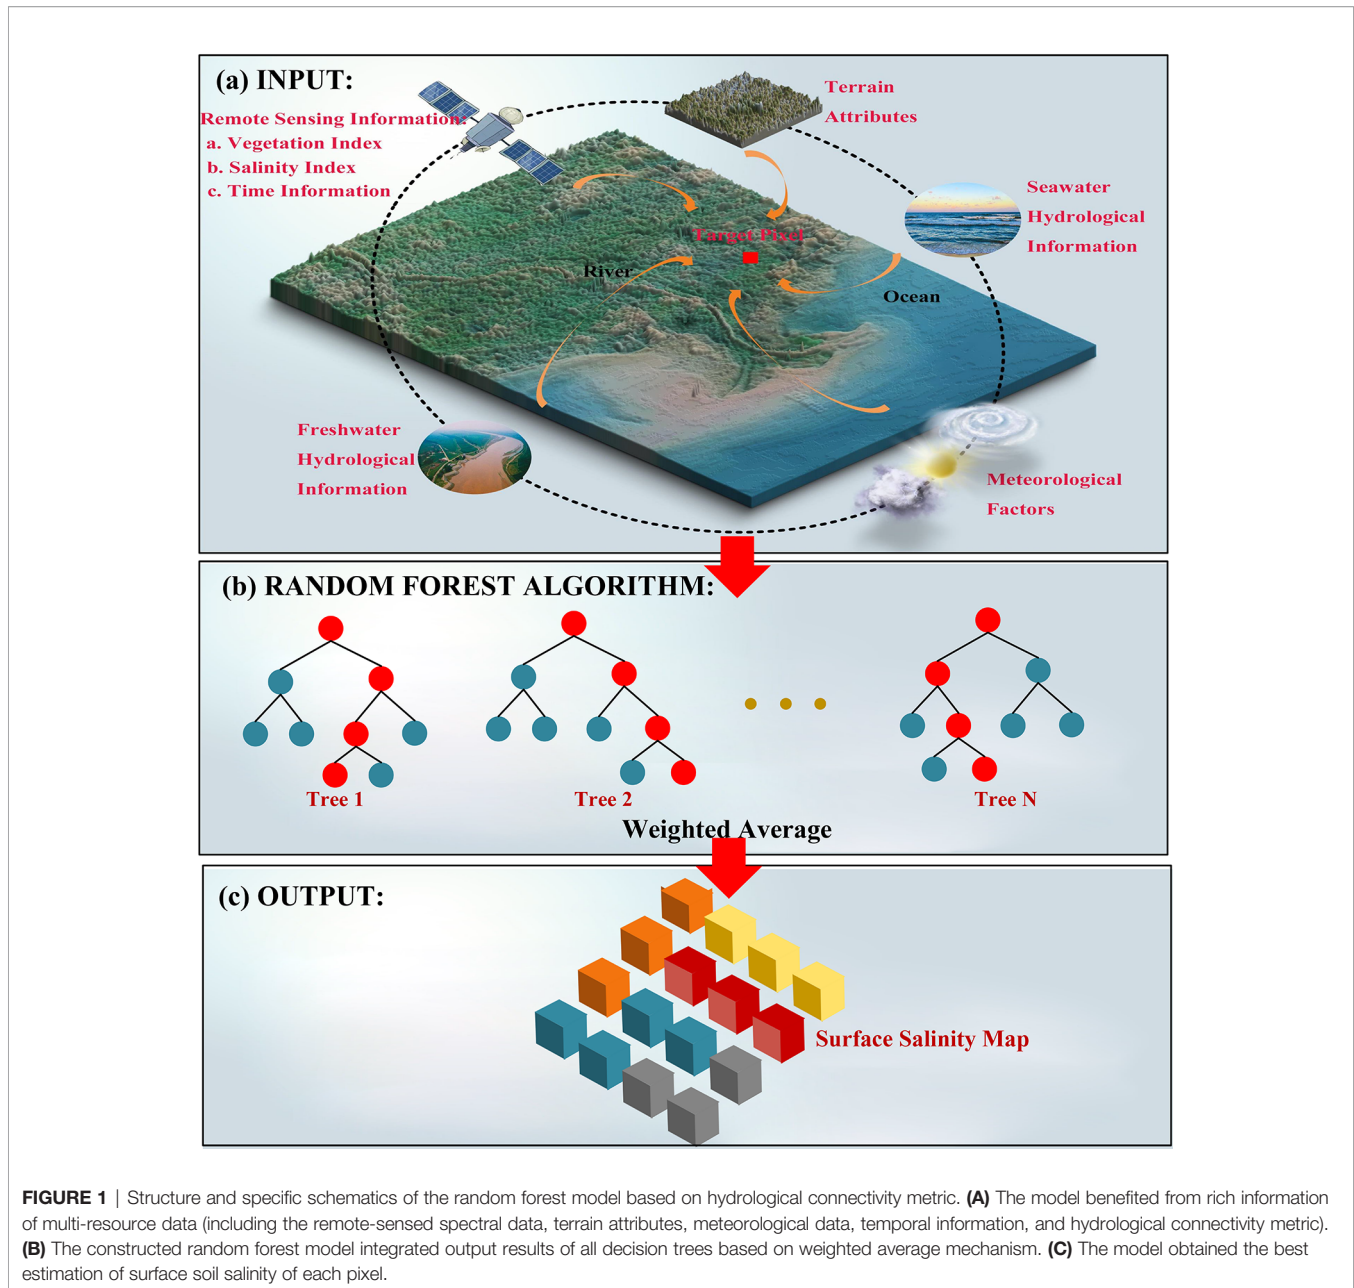 (a) INPUT:
Remote Sensing Information:
a. Vegetation Index
b. Salinity Index
c. Time Information
Terrain
Attributes
Seawater
Hydrological
Information
Target Pixel
River
Ocean
Freshwater
Hydrological
Information
Meteorological
Factors
(b) RANDOM FOREST ALGORITHM:
Tree 1
Tree 2
Tree N
Weighted Average
(c) OUTPUT:
Surface Salinity Map
FIGURE 1 | Structure and specific schematics of the random forest model based on hydrological connectivity metric. (A) The model benefited from rich information
of multi-resource data (including the remote-sensed spectral data, terrain attributes, meteorological data, temporal information, and hydrological connectivity metric).
(B) The constructed random forest model integrated output results of all decision trees based on weighted average mechanism. (C) The model obtained the best
estimation of surface soil salinity of each pixel.